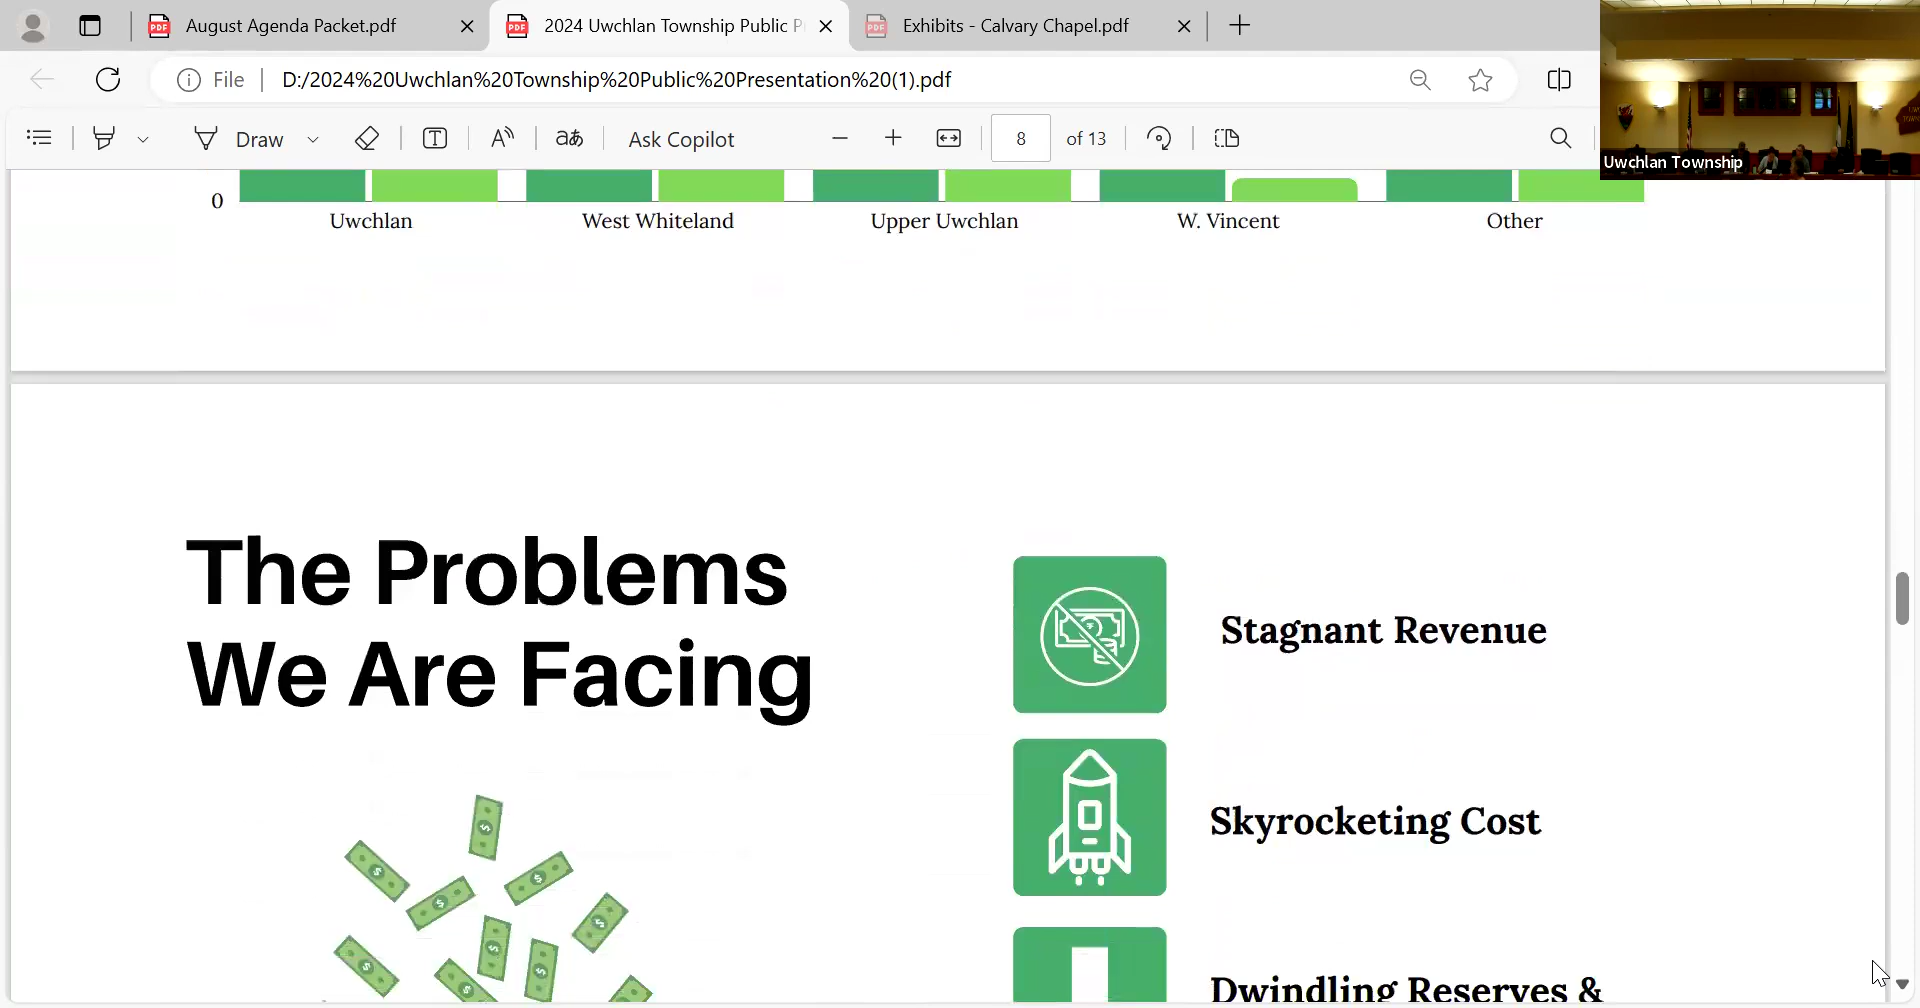 August Agenda Packet.pdf
2024 Uwchlan Township Public P
Exhibits - Calvary Chapel.pdf
File
D:/2024%20Uwchlan%20Township%20Public%20Presentation%20(1).pdf
Draw
Ask Copilot
8 of 13
Uwchlan Township
0
Uwchlan
West Whiteland
Upper Uwchlan
W. Vincent
Other
The Problems
We Are Facing
Stagnant Revenue
Skyrocketing Cost
Dwindling Reserves &